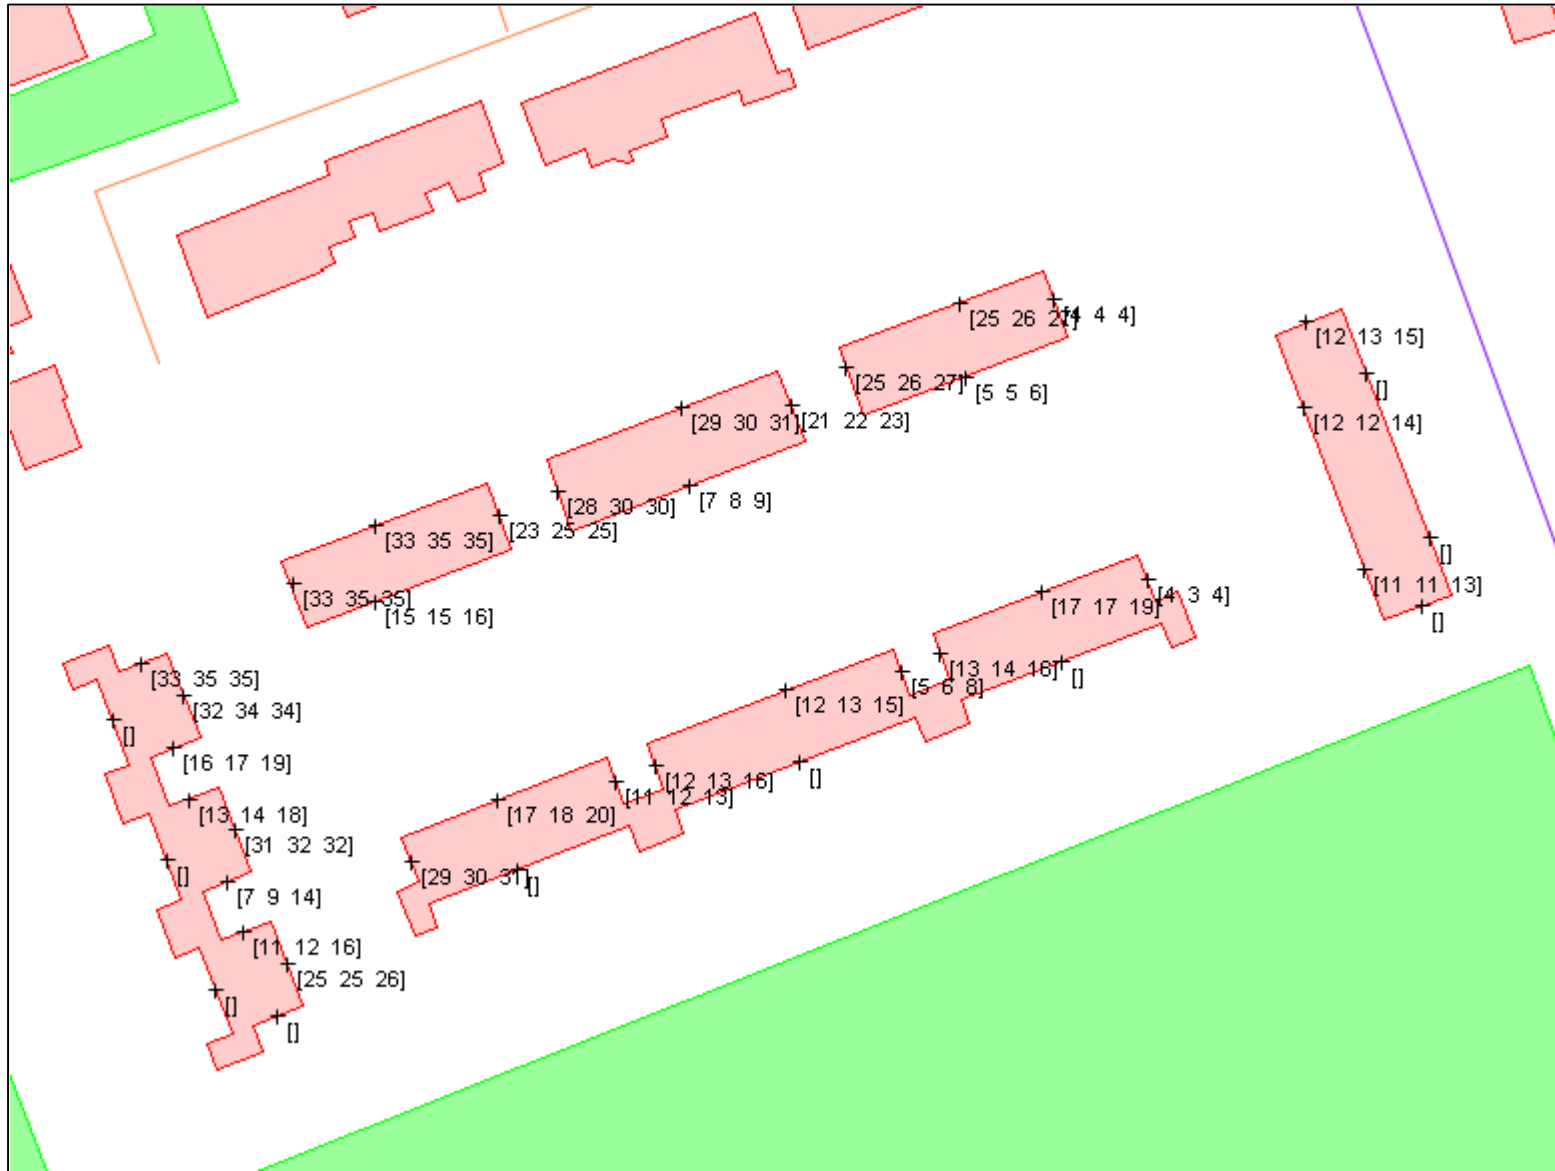 [25 26 27]
[4 4 4]
[12 13 15]
[25 26 27]
[5 5 6]
[]
[29 30 31]
[21 22 23]
[12 12 14]
[28 30 30]
[7 8 9]
[33 35 35]
[23 25 25]
[]
[33 35 35]
[15 15 16]
[11 11 13]
[]
[17 17 19]
[4 3 4]
[13 14 16]
[]
[33 35 35]
[32 34 34]
[5 6 8]
[12 13 15]
[]
[16 17 19]
[12 13 16]
[]
[11 12 13]
[13 14 18]
[17 18 20]
[31 32 32]
[]
[29 30 31]
[]
[7 9 14]
[11 12 16]
[25 25 26]
[]
[]